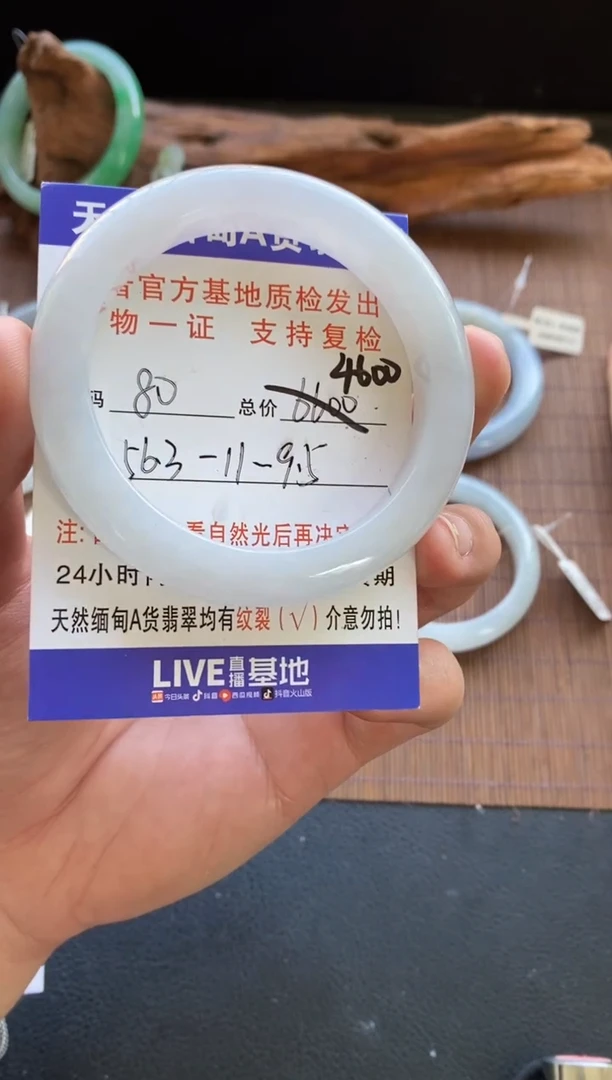 天 甸A货
官方基地质检发出
物一证 支持复检
4600
码 80 总价 6600
56.3-11-9.5
注: 看自然光后再决定
24小时 期
天然缅甸A货翡翠均有纹裂(√)介意勿拍!
LIVE直播基地
今日头条 抖音 西瓜视频 抖音火山版